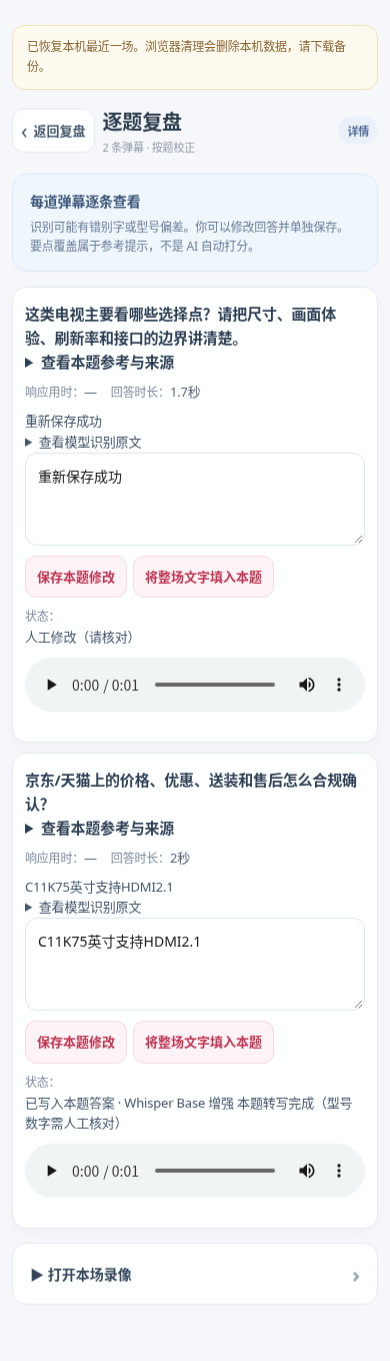 已恢复本机最近一场。浏览器清理会删除本机数据，请下载备
份。
‹ 返回复盘
逐题复盘
2 条弹幕 · 按题校正
详情
每道弹幕逐条查看
识别可能有错别字或型号偏差。你可以修改回答并单独保存。
要点覆盖属于参考提示，不是 AI 自动打分。
这类电视主要看哪些选择点？请把尺寸、画面体
验、刷新率和接口的边界讲清楚。
▶ 查看本题参考与来源
响应用时：— 回答时长：1.7秒
重新保存成功
▶ 查看模型识别原文
重新保存成功
保存本题修改 将整场文字填入本题
状态：
人工修改（请核对）
0:00 / 0:01
京东/天猫上的价格、优惠、送装和售后怎么合规确
认？
▶ 查看本题参考与来源
响应用时：— 回答时长：2秒
C11K75英寸支持HDMI2.1
▶ 查看模型识别原文
C11K75英寸支持HDMI2.1
保存本题修改 将整场文字填入本题
状态：
已写入本题答案 · Whisper Base 增强 本题转写完成（型号
数字需人工核对）
0:00 / 0:01
▶ 打开本场录像 ›